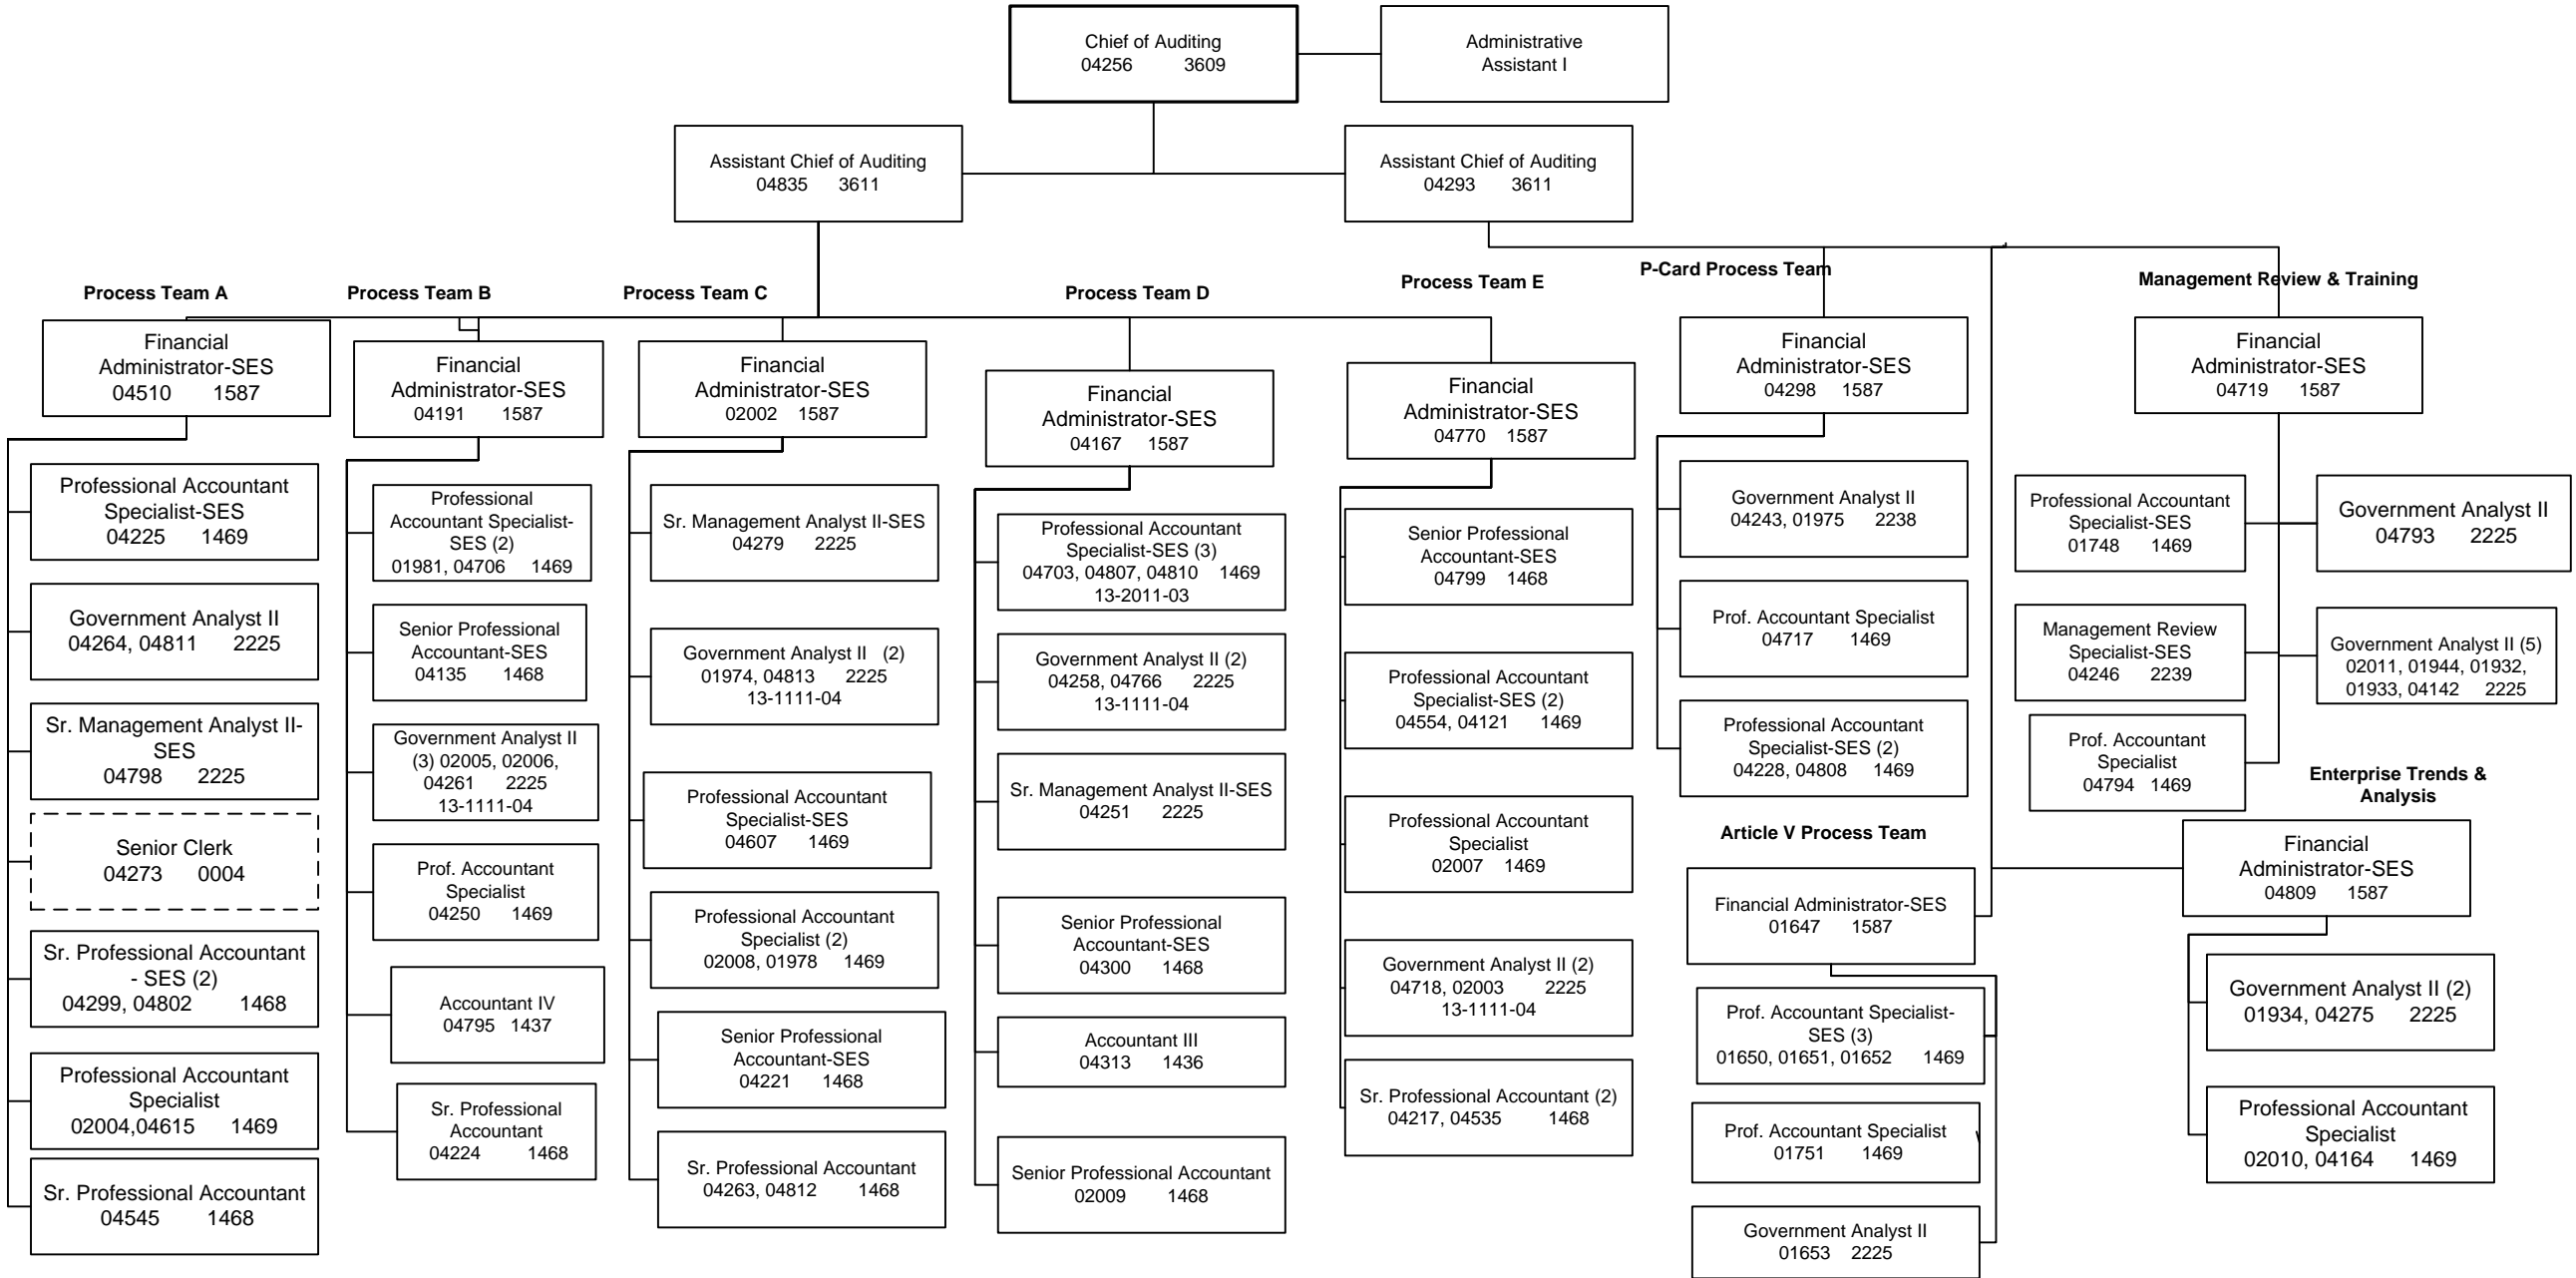 Chief of Auditing
04256 3609
Administrative
Assistant I
Assistant Chief of Auditing
04835 3611
Assistant Chief of Auditing
04293 3611
Process Team A
Financial
Administrator-SES
04510 1587
Professional Accountant
Specialist-SES
04225 1469
Government Analyst II
04264, 04811 2225
Sr. Management Analyst II-
SES
04798 2225
Senior Clerk
04273 0004
Sr. Professional Accountant
- SES (2)
04299, 04802 1468
Professional Accountant
Specialist
02004,04615 1469
Sr. Professional Accountant
04545 1468
Process Team B
Financial
Administrator-SES
04191 1587
Professional
Accountant Specialist-
SES (2)
01981, 04706 1469
Senior Professional
Accountant-SES
04135 1468
Government Analyst II
(3) 02005, 02006,
04261 2225
13-1111-04
Prof. Accountant
Specialist
04250 1469
Accountant IV
04795 1437
Sr. Professional
Accountant
04224 1468
Process Team C
Financial
Administrator-SES
02002 1587
Sr. Management Analyst II-SES
04279 2225
Government Analyst II (2)
01974, 04813 2225
13-1111-04
Professional Accountant
Specialist-SES
04607 1469
Professional Accountant
Specialist (2)
02008, 01978 1469
Senior Professional
Accountant-SES
04221 1468
Sr. Professional Accountant
04263, 04812 1468
Process Team D
Financial
Administrator-SES
04167 1587
Professional Accountant
Specialist-SES (3)
04703, 04807, 04810 1469
13-2011-03
Government Analyst II (2)
04258, 04766 2225
13-1111-04
Sr. Management Analyst II-SES
04251 2225
Senior Professional
Accountant-SES
04300 1468
Accountant III
04313 1436
Senior Professional Accountant
02009 1468
Process Team E
Financial
Administrator-SES
04770 1587
Senior Professional
Accountant-SES
04799 1468
Professional Accountant
Specialist-SES (2)
04554, 04121 1469
Professional Accountant
Specialist
02007 1469
Government Analyst II (2)
04718, 02003 2225
13-1111-04
Sr. Professional Accountant (2)
04217, 04535 1468
P-Card Process Team
Financial
Administrator-SES
04298 1587
Government Analyst II
04243, 01975 2238
Prof. Accountant Specialist
04717 1469
Professional Accountant
Specialist-SES (2)
04228, 04808 1469
Article V Process Team
Financial Administrator-SES
01647 1587
Prof. Accountant Specialist-
SES (3)
01650, 01651, 01652 1469
Prof. Accountant Specialist
01751 1469
Government Analyst II
01653 2225
Management Review & Training
Financial
Administrator-SES
04719 1587
Professional Accountant
Specialist-SES
01748 1469
Government Analyst II
04793 2225
Management Review
Specialist-SES
04246 2239
Government Analyst II (5)
02011, 01944, 01932,
01933, 04142 2225
Prof. Accountant
Specialist
04794 1469
Enterprise Trends &
Analysis
Financial
Administrator-SES
04809 1587
Government Analyst II (2)
01934, 04275 2225
Professional Accountant
Specialist
02010, 04164 1469